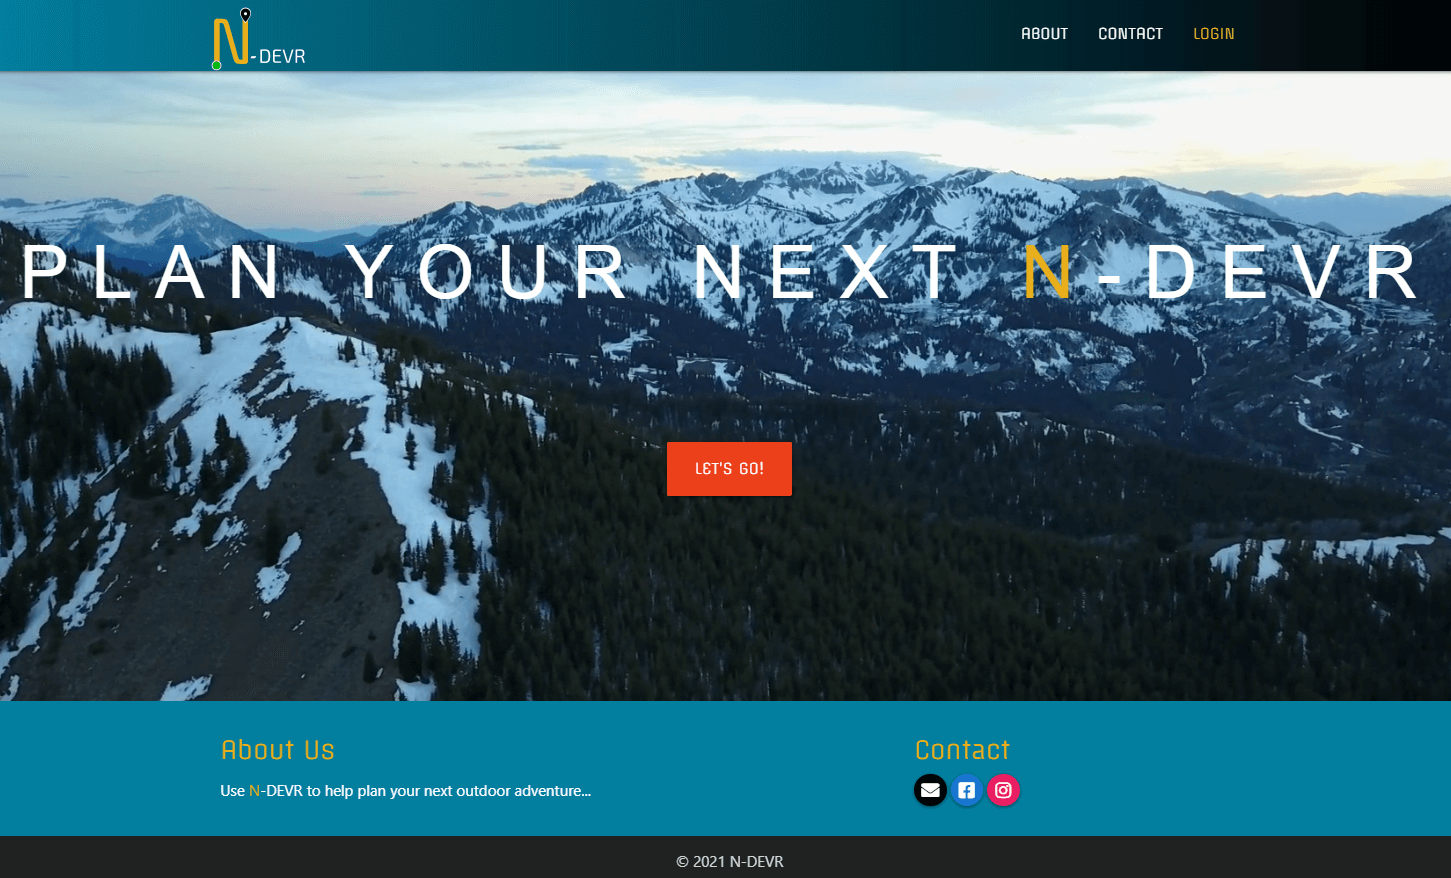 N-DEVR
ABOUT CONTACT LOGIN
PLAN YOUR NEXT N-DEVR
LET'S GO!
About Us
Use N-DEVR to help plan your next outdoor adventure...
Contact
© 2021 N-DEVR